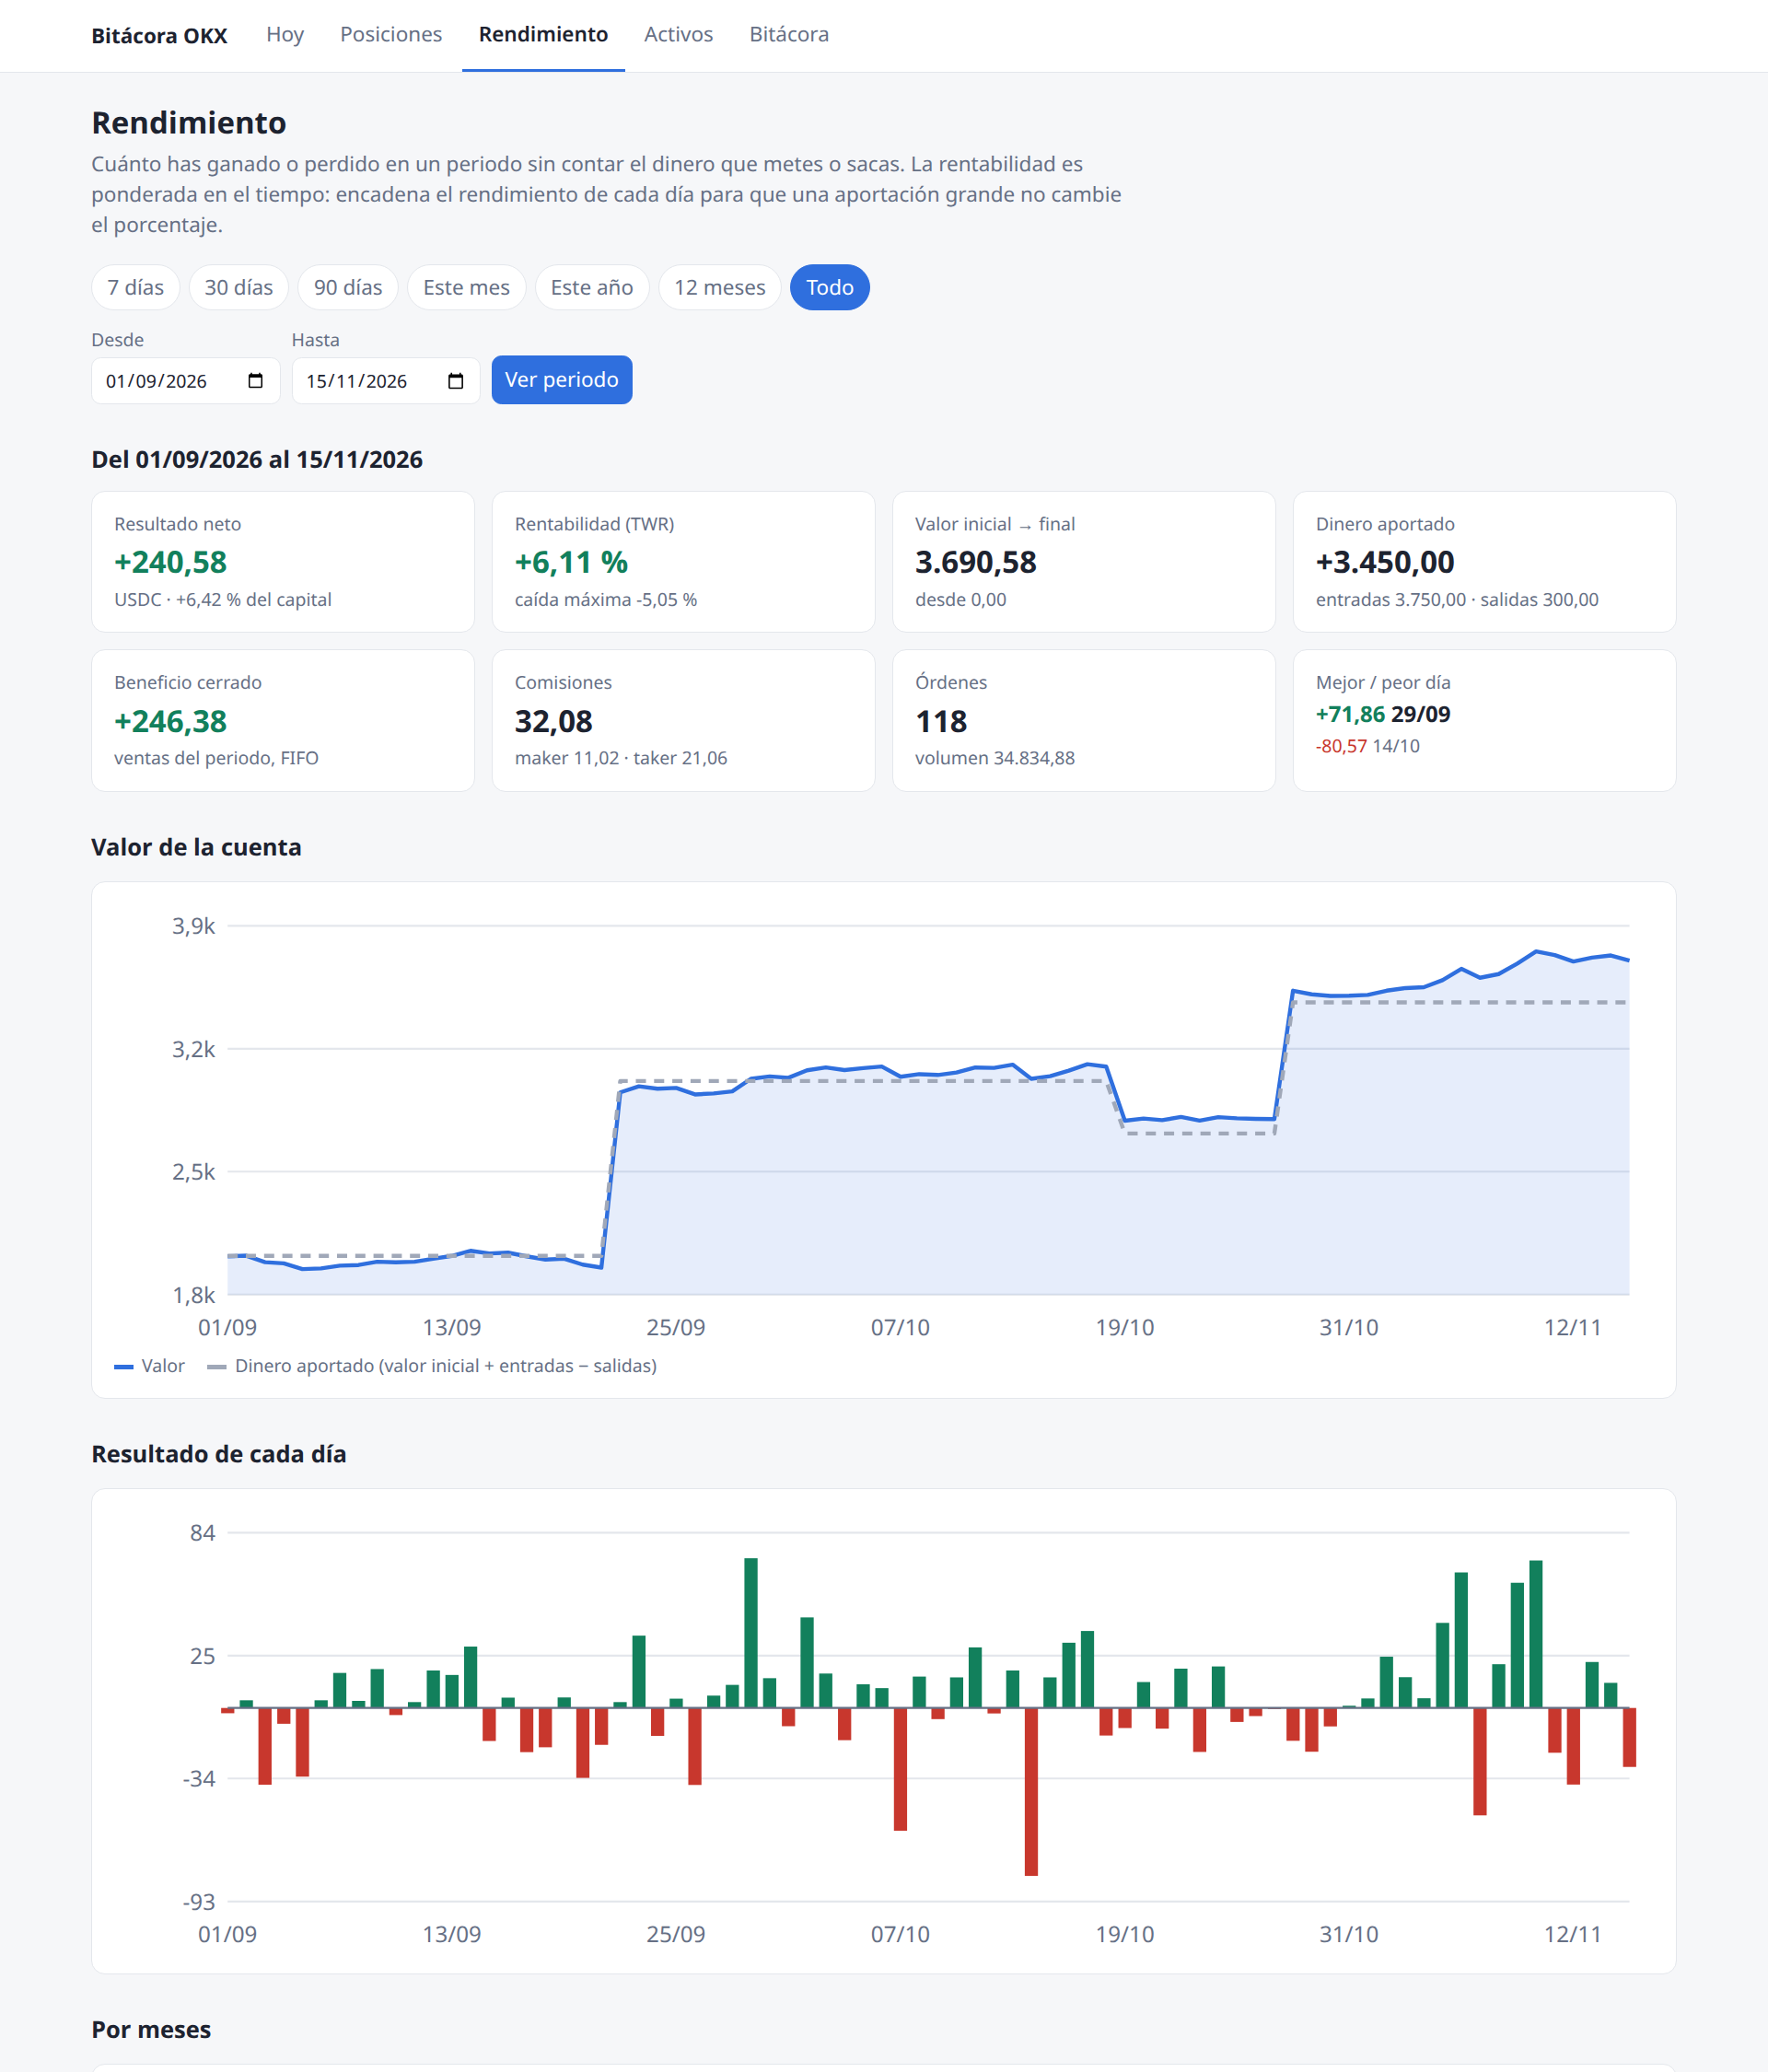 Bitácora OKX Hoy Posiciones Rendimiento Activos Bitácora
Rendimiento
Cuánto has ganado o perdido en un periodo sin contar el dinero que metes o sacas. La rentabilidad es
ponderada en el tiempo: encadena el rendimiento de cada día para que una aportación grande no cambie
el porcentaje.
7 días 30 días 90 días Este mes Este año 12 meses Todo
Desde Hasta
01/09/2026 15/11/2026 Ver periodo
Del 01/09/2026 al 15/11/2026
Resultado neto
+240,58
USDC · +6,42 % del capital
Rentabilidad (TWR)
+6,11 %
caída máxima -5,05 %
Valor inicial → final
3.690,58
desde 0,00
Dinero aportado
+3.450,00
entradas 3.750,00 · salidas 300,00
Beneficio cerrado
+246,38
ventas del periodo, FIFO
Comisiones
32,08
maker 11,02 · taker 21,06
Órdenes
118
volumen 34.834,88
Mejor / peor día
+71,86 29/09
-80,57 14/10
Valor de la cuenta
3,9k
3,2k
2,5k
1,8k
01/09 13/09 25/09 07/10 19/10 31/10 12/11
Valor Dinero aportado (valor inicial + entradas − salidas)
Resultado de cada día
84
25
-34
-93
01/09 13/09 25/09 07/10 19/10 31/10 12/11
Por meses